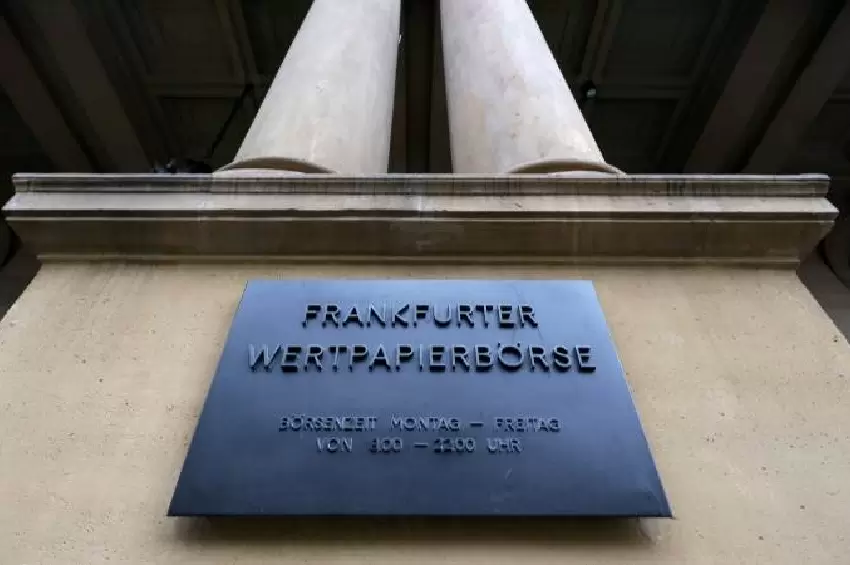 FRANKFURTER
WERTPAPIERBÖRSE
BÖRSENZEIT MONTAG – FREITAG
VON 8:00 – 22:00 UHR